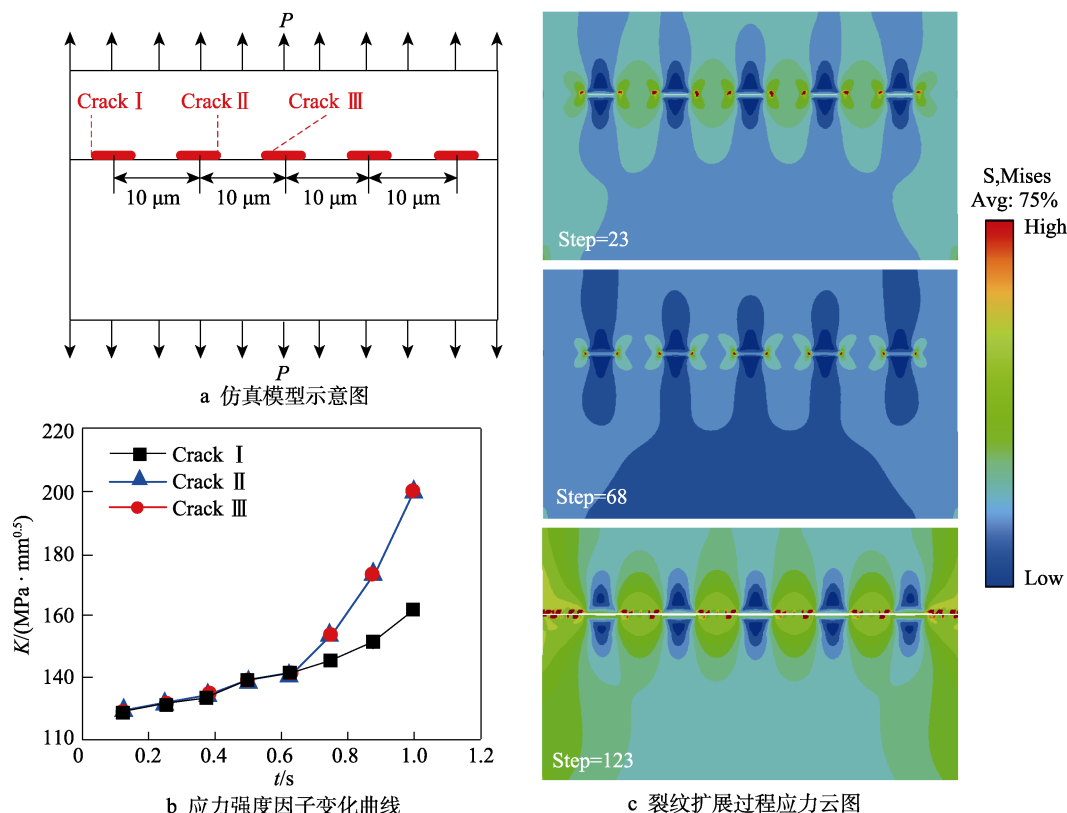 P
Crack Ⅰ
Crack Ⅱ
Crack Ⅲ
10 μm
10 μm
10 μm
10 μm
P
a 仿真模型示意图
220
200
180
160
140
110
K/(MPa · mm^0.5)
Crack Ⅰ
Crack Ⅱ
Crack Ⅲ
0
0.2
0.4
0.6
0.8
1.0
1.2
t/s
b 应力强度因子变化曲线
Step=23
Step=68
Step=123
c 裂纹扩展过程应力云图
S,Mises
Avg: 75%
High
Low